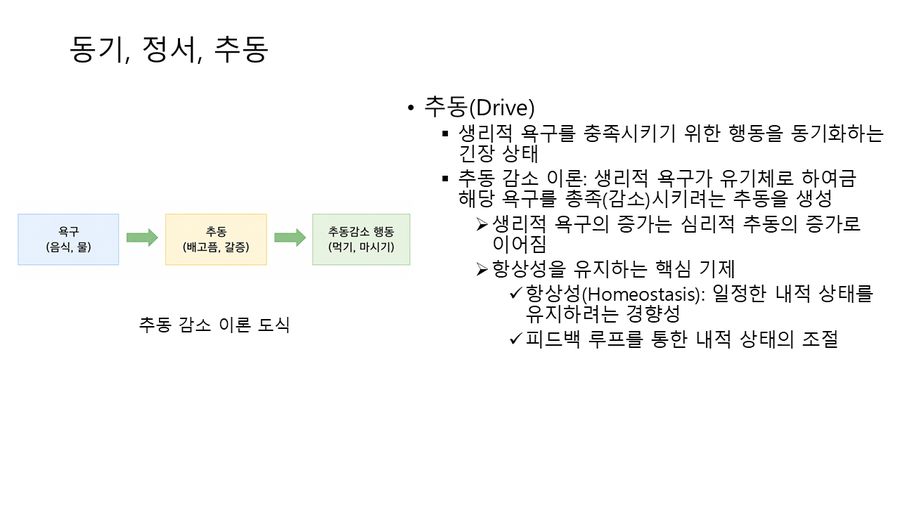 동기, 정서, 추동
욕구
(음식, 물)
추동
(배고픔, 갈증)
추동감소 행동
(먹기, 마시기)
추동 감소 이론 도식
• 추동(Drive)
▪ 생리적 욕구를 충족시키기 위한 행동을 동기화하는
긴장 상태
▪ 추동 감소 이론: 생리적 욕구가 유기체로 하여금
해당 욕구를 총족(감소)시키려는 추동을 생성
➢생리적 욕구의 증가는 심리적 추동의 증가로
이어짐
➢항상성을 유지하는 핵심 기제
✓항상성(Homeostasis): 일정한 내적 상태를
유지하려는 경향성
✓피드백 루프를 통한 내적 상태의 조절